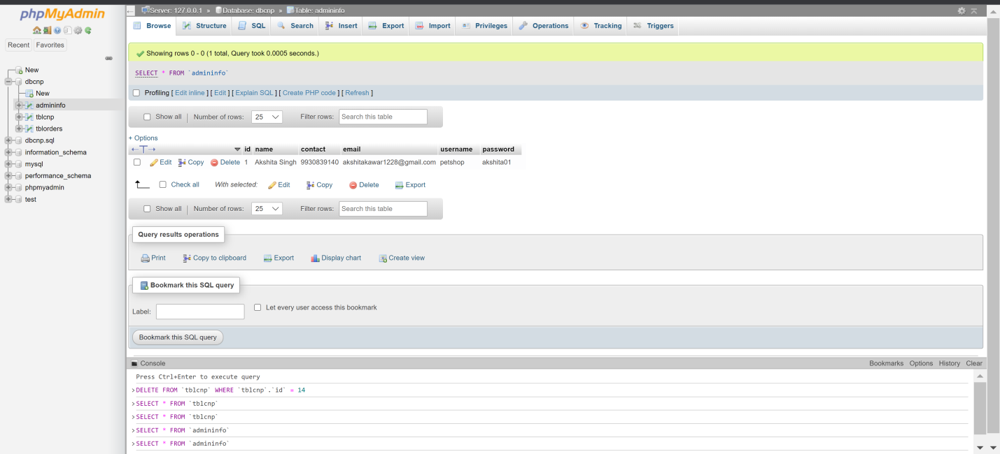 phpMyAdmin
Recent Favorites
New
dbcnp
New
admininfo
tblcnp
tblorders
dbcnp.sql
information_schema
mysql
performance_schema
phpmyadmin
test
Server: 127.0.0.1 » Database: dbcnp » Table: admininfo
Browse Structure SQL Search Insert Export Import Privileges Operations Tracking Triggers
Showing rows 0 - 0 (1 total, Query took 0.0005 seconds.)
SELECT * FROM `admininfo`
Profiling [ Edit inline ] [ Edit ] [ Explain SQL ] [ Create PHP code ] [ Refresh ]
Show all | Number of rows: 25 Filter rows: Search this table
+ Options
←T→ id name contact email username password
Edit Copy Delete 1 Akshita Singh 9930839140 akshitakawar1228@gmail.com petshop akshita01
Check all With selected: Edit Copy Delete Export
Show all | Number of rows: 25 Filter rows: Search this table
Query results operations
Print Copy to clipboard Export Display chart Create view
Bookmark this SQL query
Label: Let every user access this bookmark
Bookmark this SQL query
Console Bookmarks Options History Clear
Press Ctrl+Enter to execute query
>DELETE FROM `tblcnp` WHERE `tblcnp`.`id` = 14
>SELECT * FROM `tblcnp`
>SELECT * FROM `tblcnp`
>SELECT * FROM `admininfo`
>SELECT * FROM `admininfo`